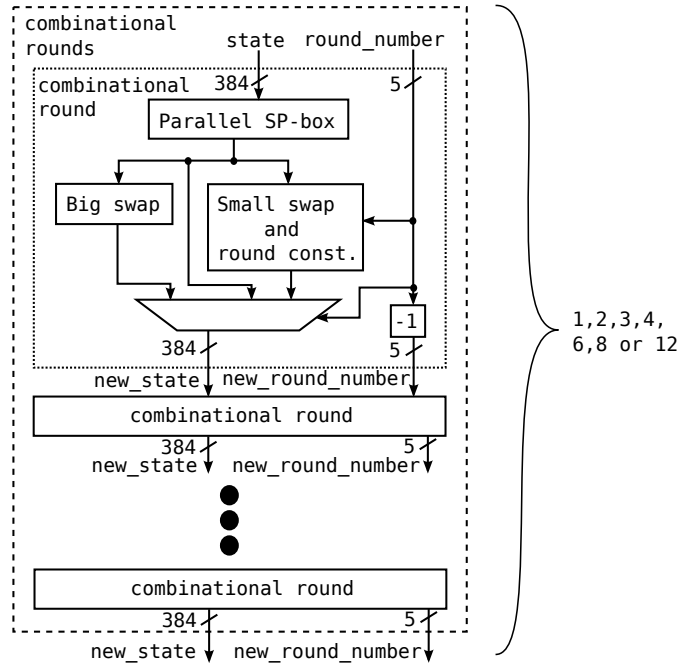 combinational
rounds
state round_number
combinational
round
384
5
Parallel SP-box
Big swap
Small swap
and
round const.
-1
384
5
new_state new_round_number
combinational round
384
5
new_state new_round_number
combinational round
384
5
new_state new_round_number
1,2,3,4,
6,8 or 12